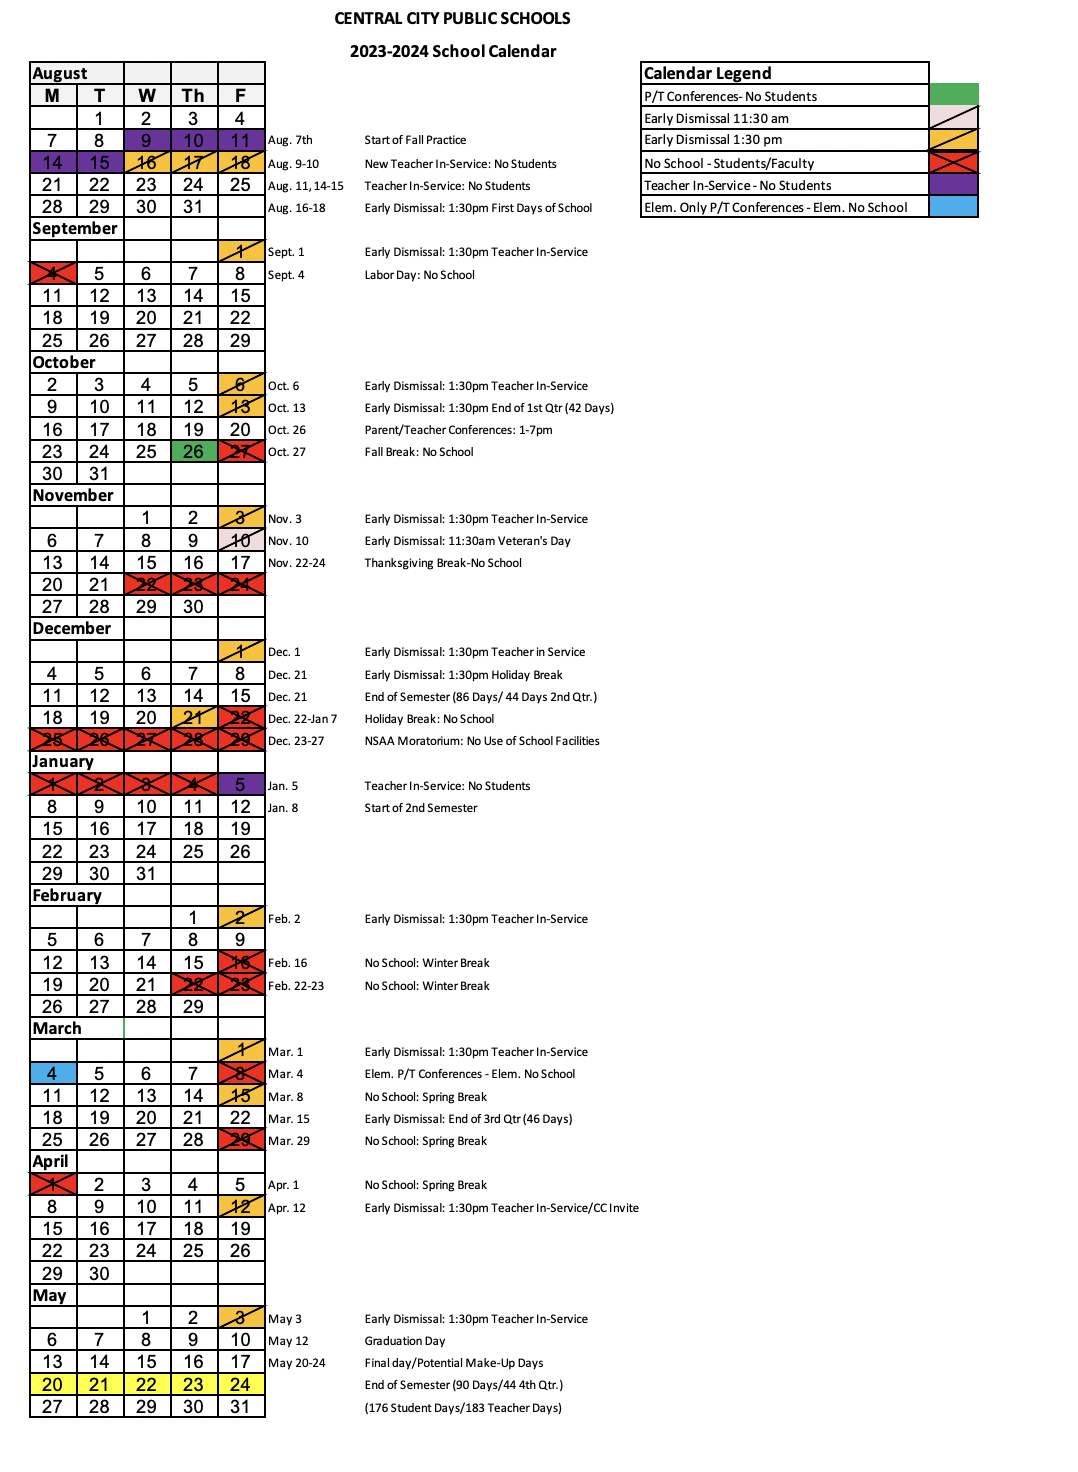 CENTRAL CITY PUBLIC SCHOOLS
2023-2024 School Calendar
August
M T W Th F
1 2 3 4
7 8 9 10 11 Aug. 7th Start of Fall Practice
14 15 16 17 18 Aug. 9-10 New Teacher In-Service: No Students
21 22 23 24 25 Aug. 11, 14-15 Teacher In-Service: No Students
28 29 30 31 Aug. 16-18 Early Dismissal: 1:30pm First Days of School
Calendar Legend
P/T Conferences- No Students
Early Dismissal 11:30 am
Early Dismissal 1:30 pm
No School - Students/Faculty
Teacher In-Service - No Students
Elem. Only P/T Conferences - Elem. No School
September
1 Sept. 1 Early Dismissal: 1:30pm Teacher In-Service
4 5 6 7 8 Sept. 4 Labor Day: No School
11 12 13 14 15
18 19 20 21 22
25 26 27 28 29
October
2 3 4 5 6 Oct. 6 Early Dismissal: 1:30pm Teacher In-Service
9 10 11 12 13 Oct. 13 Early Dismissal: 1:30pm End of 1st Qtr (42 Days)
16 17 18 19 20 Oct. 26 Parent/Teacher Conferences: 1-7pm
23 24 25 26 27 Oct. 27 Fall Break: No School
30 31
November
1 2 3 Nov. 3 Early Dismissal: 1:30pm Teacher In-Service
6 7 8 9 10 Nov. 10 Early Dismissal: 11:30am Veteran's Day
13 14 15 16 17 Nov. 22-24 Thanksgiving Break-No School
20 21 22 23 24
27 28 29 30
December
1 Dec. 1 Early Dismissal: 1:30pm Teacher in Service
4 5 6 7 8 Dec. 21 Early Dismissal: 1:30pm Holiday Break
11 12 13 14 15 Dec. 21 End of Semester (86 Days/ 44 Days 2nd Qtr.)
18 19 20 21 22 Dec. 22-Jan 7 Holiday Break: No School
25 26 27 28 29 Dec. 23-27 NSAA Moratorium: No Use of School Facilities
January
1 2 3 4 5 Jan. 5 Teacher In-Service: No Students
8 9 10 11 12 Jan. 8 Start of 2nd Semester
15 16 17 18 19
22 23 24 25 26
29 30 31
February
1 2 Feb. 2 Early Dismissal: 1:30pm Teacher In-Service
5 6 7 8 9
12 13 14 15 16 Feb. 16 No School: Winter Break
19 20 21 22 23 Feb. 22-23 No School: Winter Break
26 27 28 29
March
1 Mar. 1 Early Dismissal: 1:30pm Teacher In-Service
4 5 6 7 8 Mar. 4 Elem. P/T Conferences - Elem. No School
11 12 13 14 15 Mar. 8 No School: Spring Break
18 19 20 21 22 Mar. 15 Early Dismissal: End of 3rd Qtr (46 Days)
25 26 27 28 29 Mar. 29 No School: Spring Break
April
1 2 3 4 5 Apr. 1 No School: Spring Break
8 9 10 11 12 Apr. 12 Early Dismissal: 1:30pm Teacher In-Service/CC Invite
15 16 17 18 19
22 23 24 25 26
29 30
May
1 2 3 May 3 Early Dismissal: 1:30pm Teacher In-Service
6 7 8 9 10 May 12 Graduation Day
13 14 15 16 17 May 20-24 Final day/Potential Make-Up Days
20 21 22 23 24 End of Semester (90 Days/44 4th Qtr.)
27 28 29 30 31 (176 Student Days/183 Teacher Days)